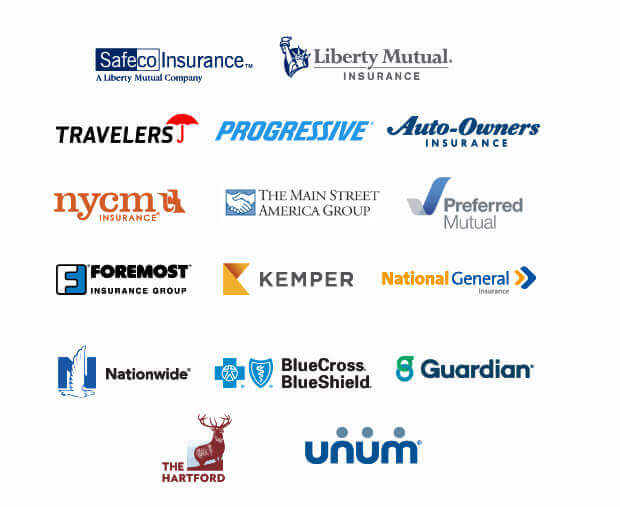 Safeco Insurance™
A Liberty Mutual Company
Liberty Mutual.
INSURANCE
TRAVELERS
PROGRESSIVE®
Auto-Owners
INSURANCE
nycm
INSURANCE®
THE MAIN STREET
AMERICA GROUP
Preferred
Mutual
FOREMOST®
INSURANCE GROUP
KEMPER
National General
Insurance
Nationwide®
BlueCross®
BlueShield®
Guardian®
THE
HARTFORD
unum®